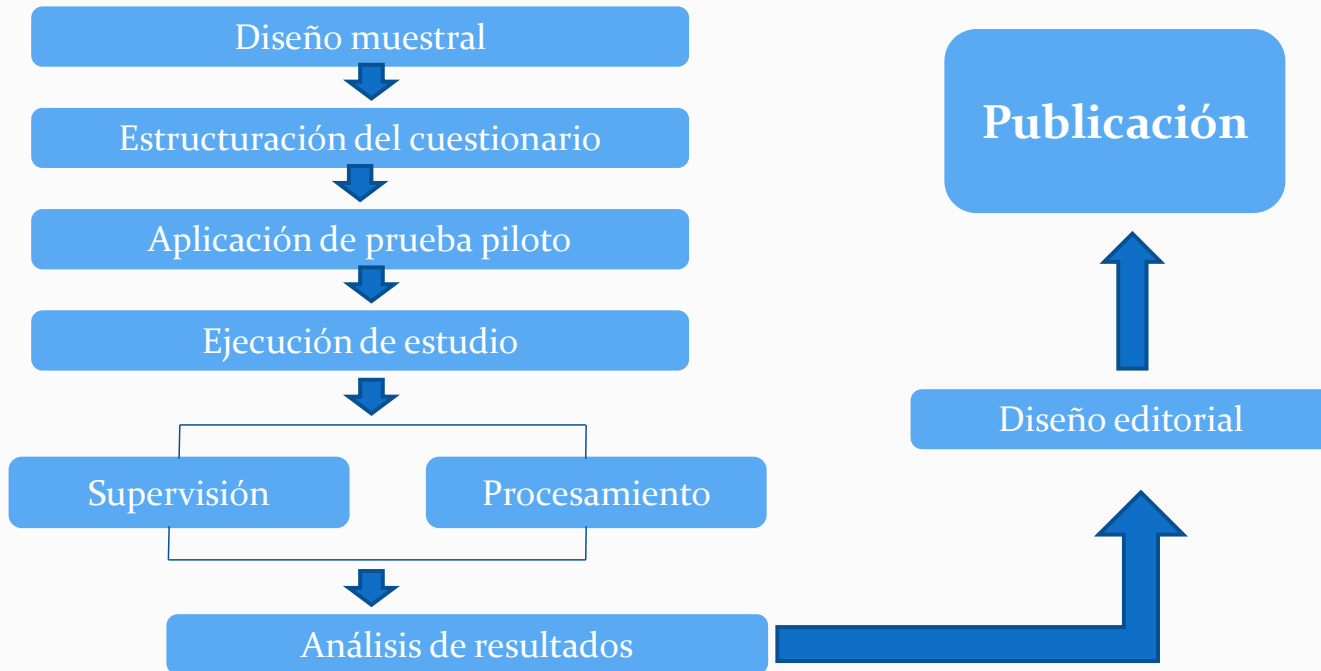 Diseño muestral
Estructuración del cuestionario
Aplicación de prueba piloto
Ejecución de estudio
Supervisión
Procesamiento
Análisis de resultados
Diseño editorial
Publicación